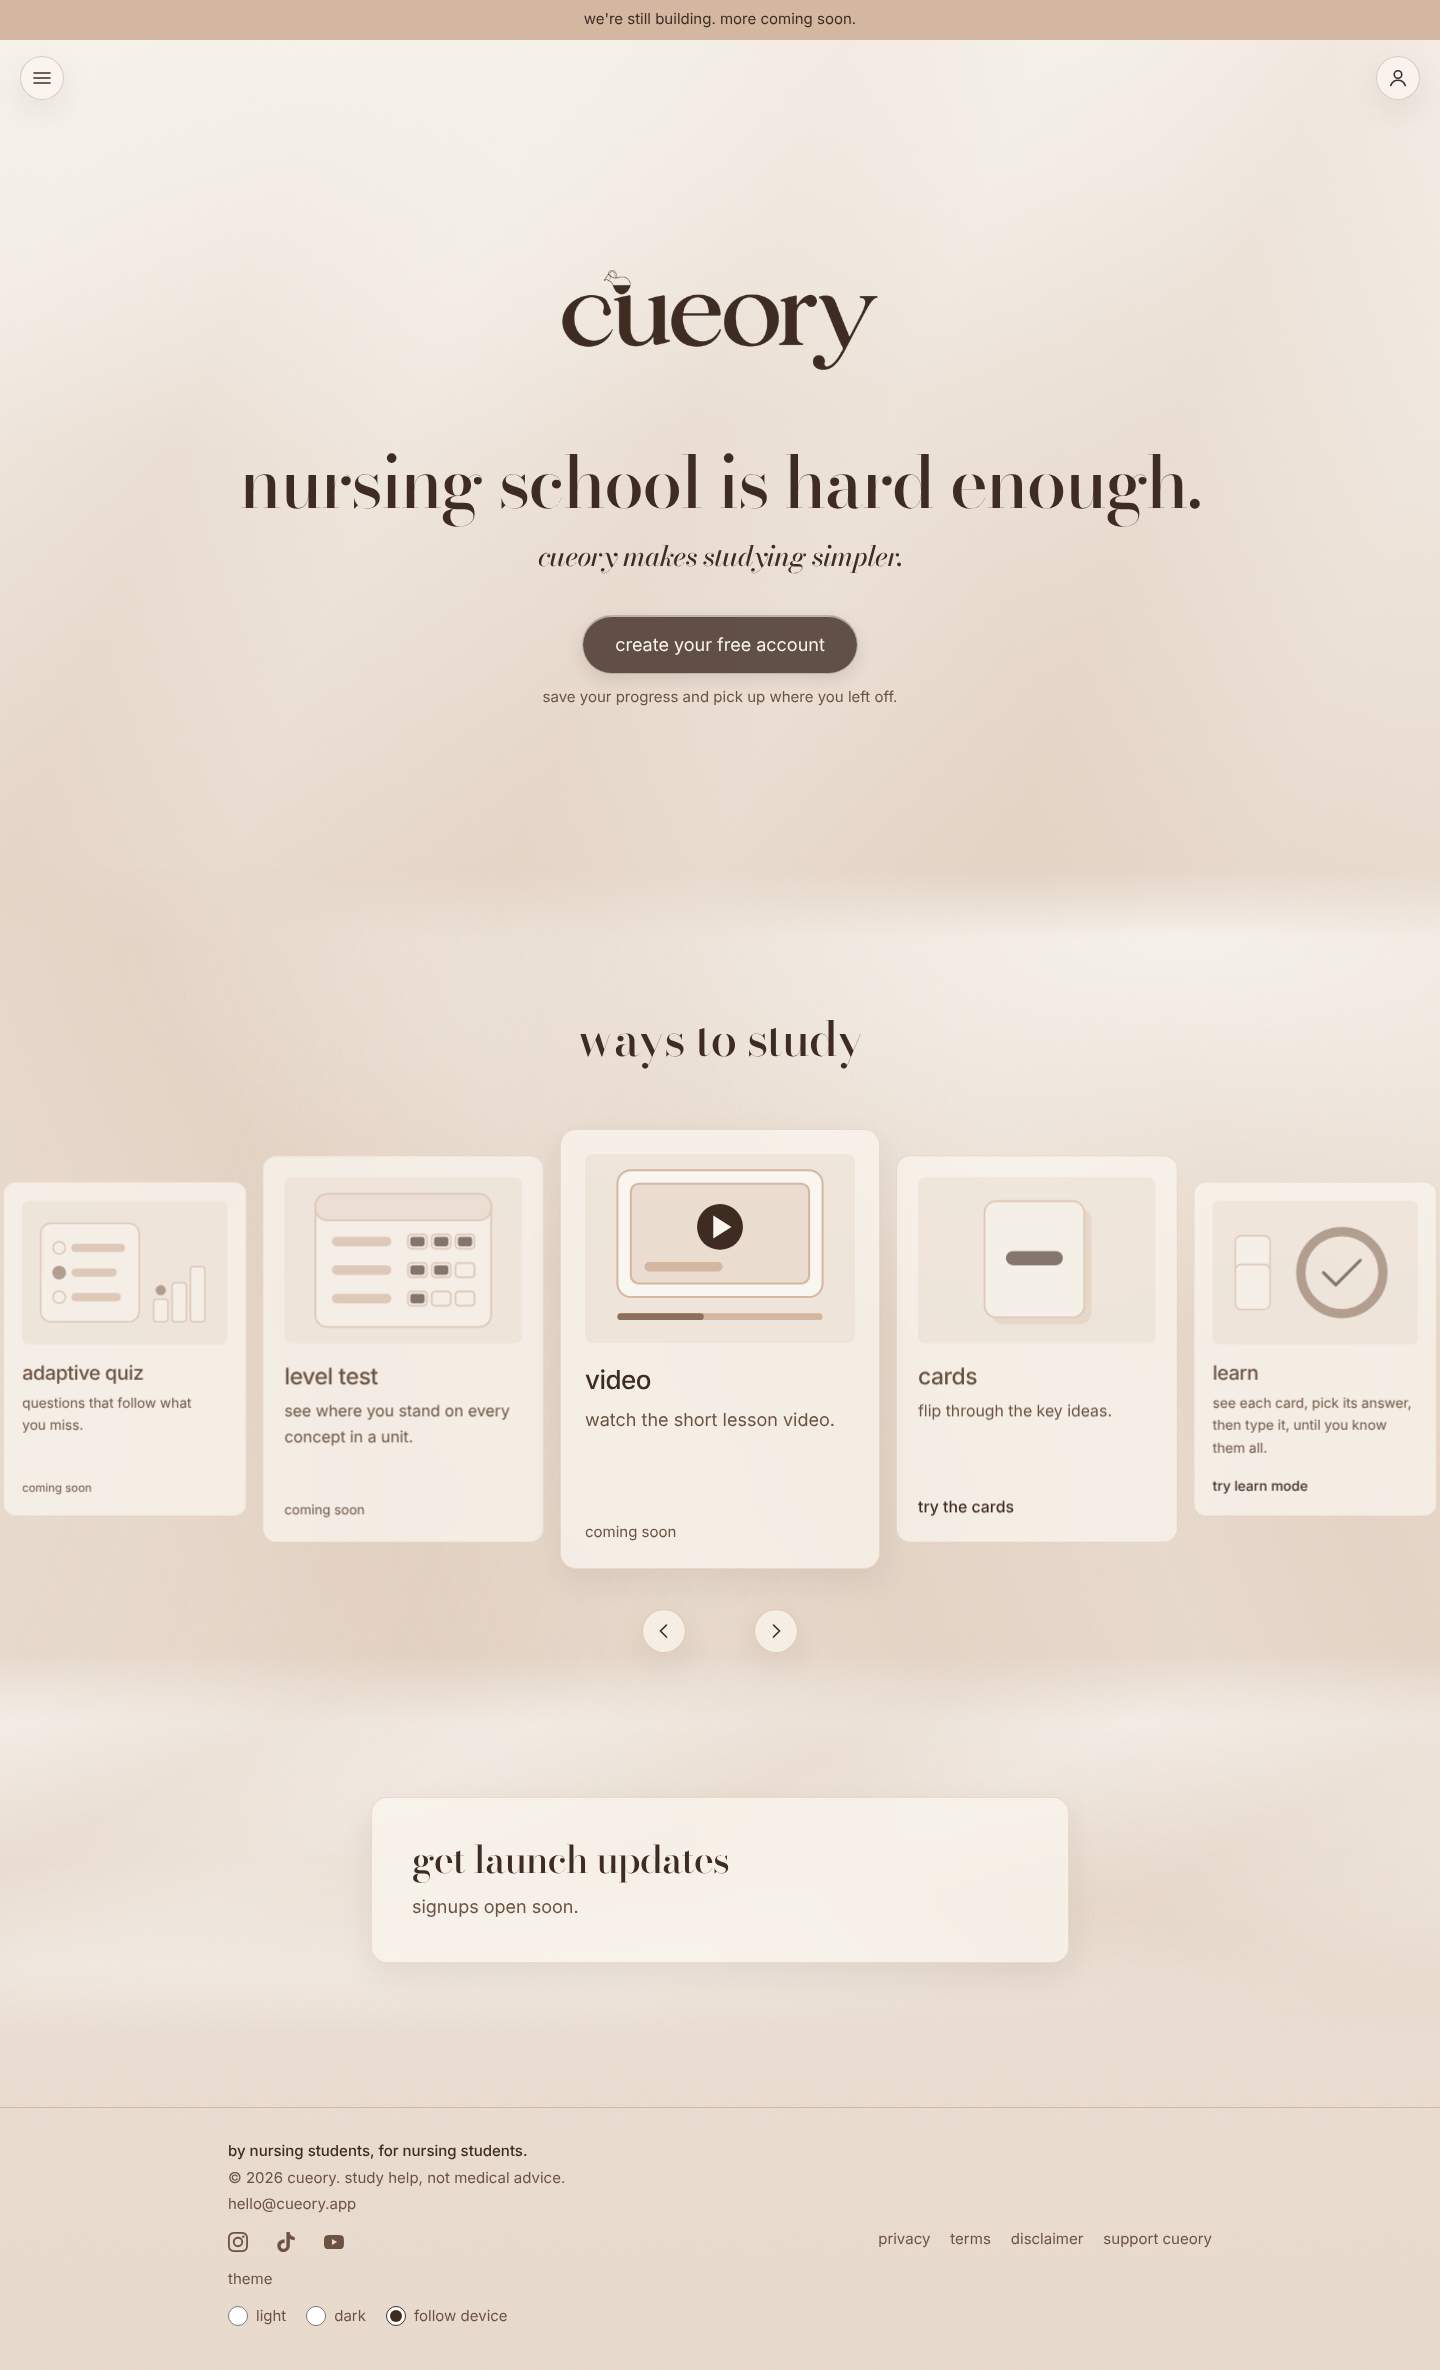 we're still building. more coming soon.
cueory
nursing school is hard enough.
cueory makes studying simpler.
create your free account
save your progress and pick up where you left off.
ways to study
adaptive quiz
questions that follow what
you miss.
coming soon
level test
see where you stand on every
concept in a unit.
coming soon
video
watch the short lesson video.
coming soon
cards
flip through the key ideas.
try the cards
learn
see each card, pick its answer,
then type it, until you know
them all.
try learn mode
get launch updates
signups open soon.
by nursing students, for nursing students.
© 2026 cueory. study help, not medical advice.
hello@cueory.app
privacy terms disclaimer support cueory
theme
light dark follow device